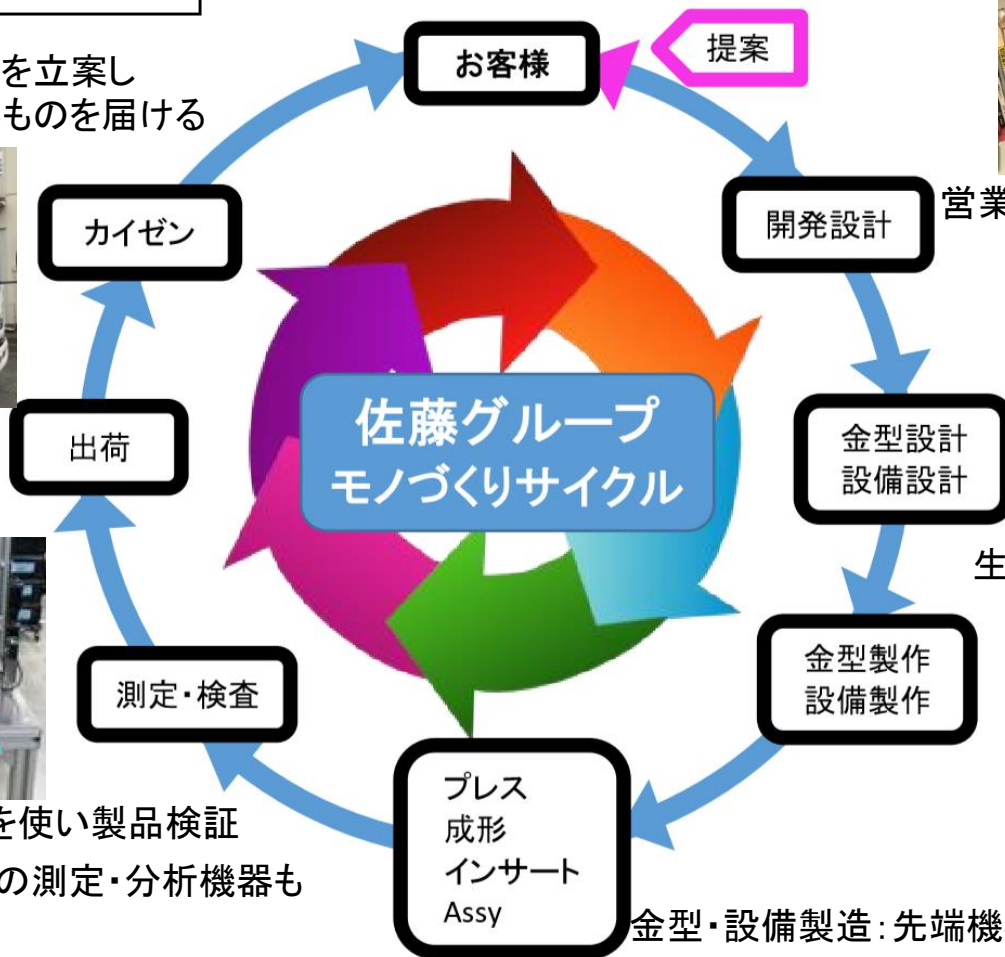 を立案し
ものを届ける
お客様
提案
開発設計
営業
カイゼン
佐藤グループ
モノづくりサイクル
金型設計
設備設計
出荷
生
金型製作
設備製作
測定・検査
プレス
成形
インサート
Assy
を使い製品検証
の測定・分析機器も
金型・設備製造：先端機